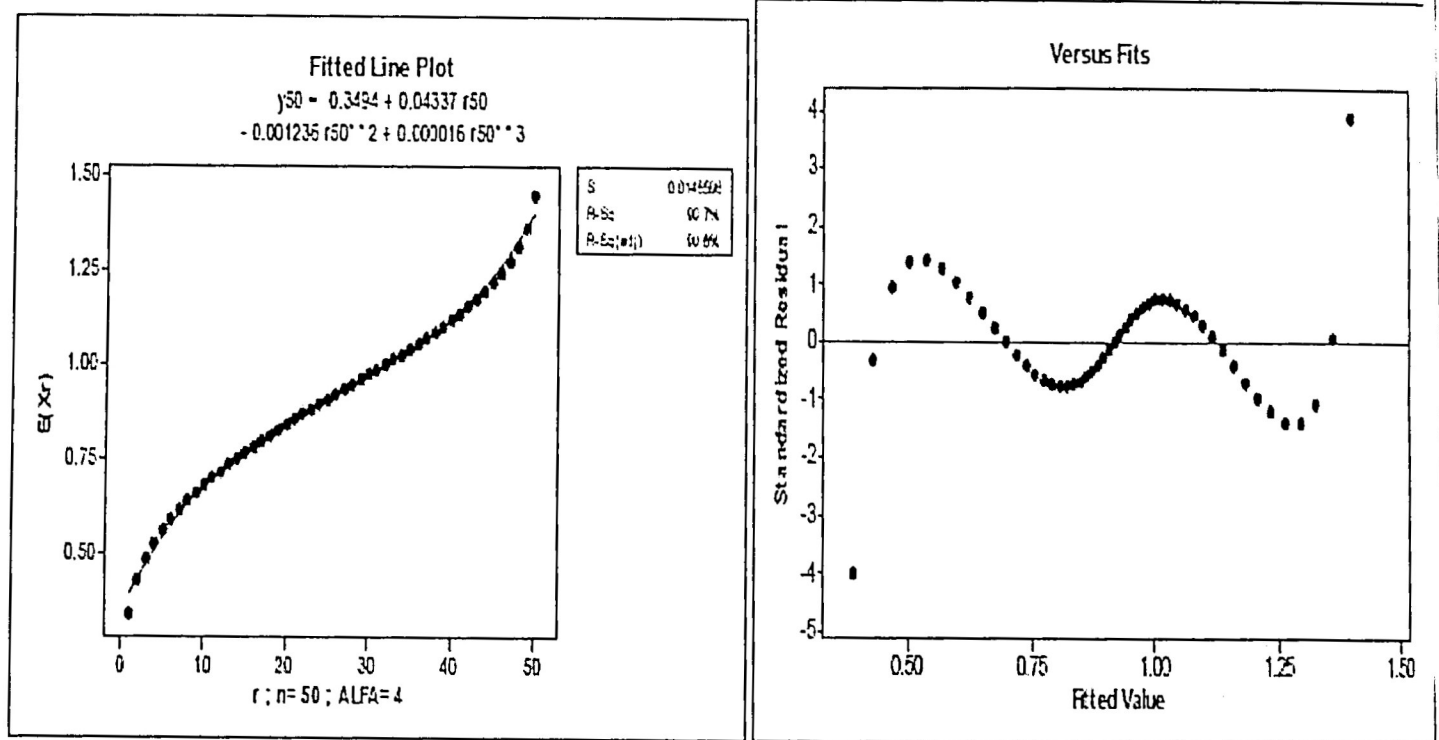 Fitted Line Plot
y50 = 0.3494 + 0.04337 r50
- 0.001236 r50**2 + 0.000016 r50**3
S
R-Sq
R-Sq(adj)
1.50
1.25
1.00
0.75
0.50
E(Xr)
0 10 20 30 40 50
r ; n= 50 ; ALFA= 4
Versus Fits
4
3
2
1
0
-1
-2
-3
-4
-5
Standardized Residual
0.50 0.75 1.00 1.25 1.50
Fitted Value